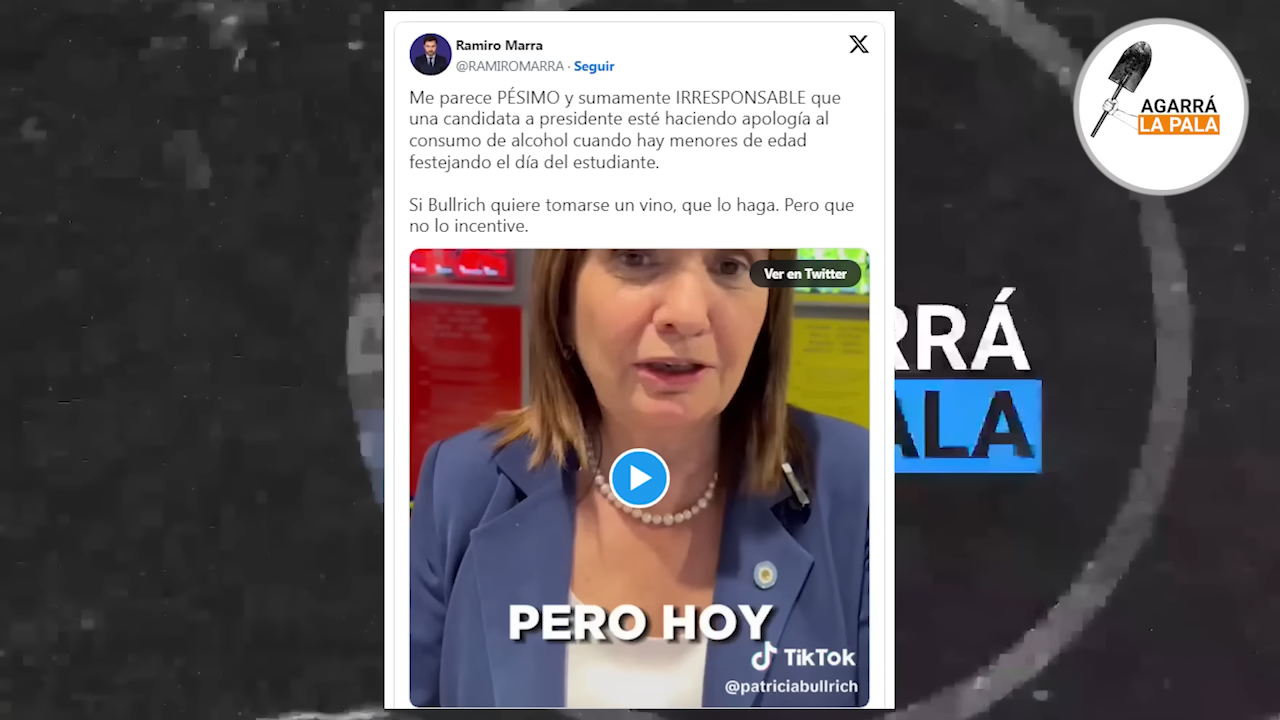 Ramiro Marra
@RAMIROMARRA · Seguir
Me parece PÉSIMO y sumamente IRRESPONSABLE que
una candidata a presidente esté haciendo apología al
consumo de alcohol cuando hay menores de edad
festejando el día del estudiante.
Si Bullrich quiere tomarse un vino, que lo haga. Pero que
no lo incentive.
Ver en Twitter
PERO HOY
TikTok
@patriciabullrich
AGARRÁ
LA PALA
RRÁ
ALA